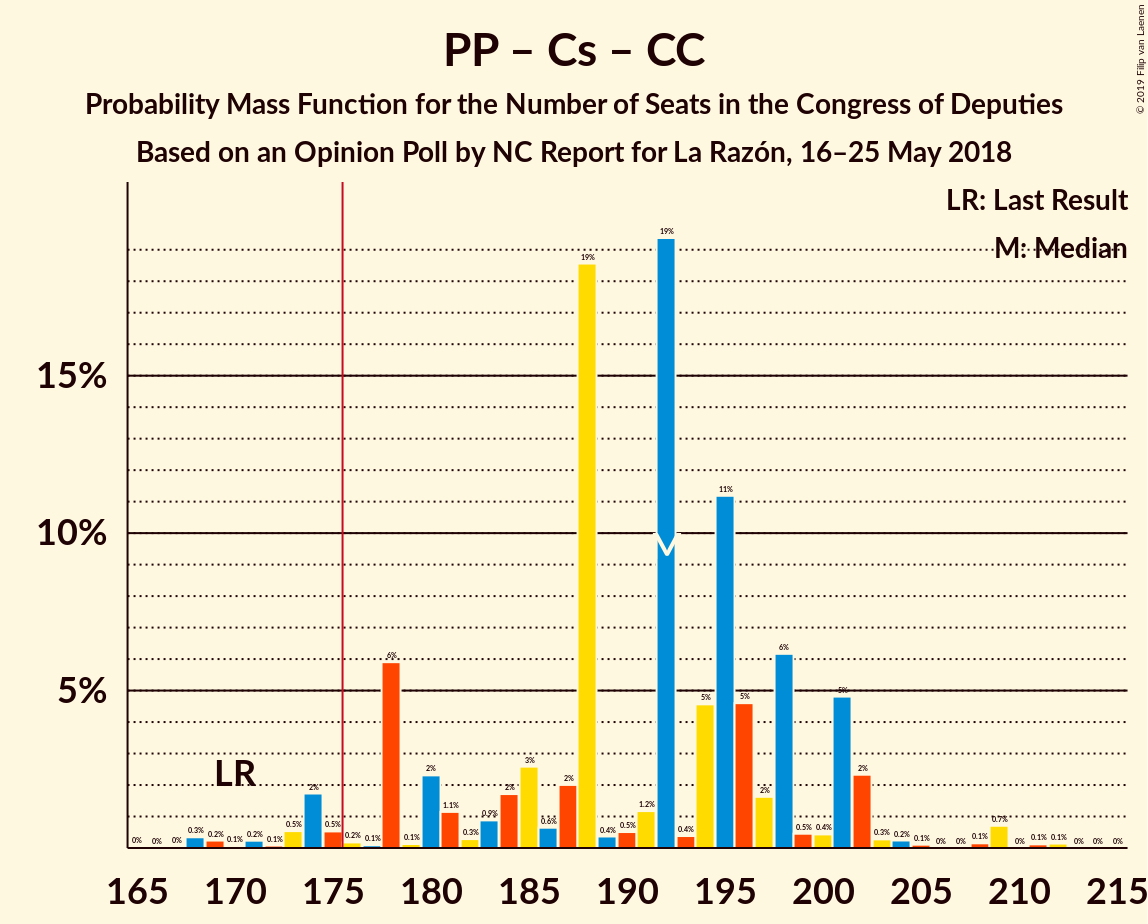 PP – Cs – CC
Probability Mass Function for the Number of Seats in the Congress of Deputies
Based on an Opinion Poll by NC Report for La Razón, 16–25 May 2018
© 2019 Filip van Laenen
LR: Last Result
M: Median
15%
10%
5%
LR
0% 0% 0% 0.3% 0.2% 0.1% 0.2% 0.1% 0.5% 2% 0.5% 0.2% 0.1% 6% 0.1% 2% 1.1% 0.3% 0.9% 2% 3% 0.6% 2% 19% 0.4% 0.5% 1.2% 19% 0.4% 5% 11% 5% 2% 6% 0.5% 0.4% 5% 2% 0.3% 0.2% 0.1% 0% 0% 0.1% 0.7% 0% 0.1% 0.1% 0% 0% 0%
165 170 175 180 185 190 195 200 205 210 215